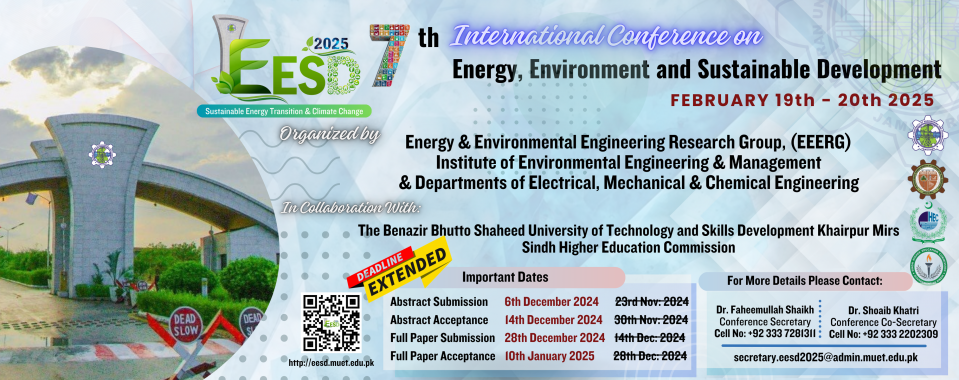 2025
EESD 7th International Conference on
Energy, Environment and Sustainable Development
Sustainable Energy Transition & Climate Change
FEBRUARY 19th - 20th 2025
Organized by
Energy & Environmental Engineering Research Group, (EEERG)
Institute of Environmental Engineering & Management
& Departments of Electrical, Mechanical & Chemical Engineering
In Collaboration With:
The Benazir Bhutto Shaheed University of Technology and Skills Development Khairpur Mirs
Sindh Higher Education Commission
DEADLINE
EXTENDED
Important Dates
Abstract Submission 6th December 2024 23rd Nov. 2024
Abstract Acceptance 14th December 2024 30th Nov. 2024
Full Paper Submission 28th December 2024 14th Dec. 2024
Full Paper Acceptance 10th January 2025 28th Dec. 2024
For More Details Please Contact:
Dr. Faheemullah Shaikh
Conference Secretary
Cell No: +92 333 7281311
Dr. Shoaib Khatri
Conference Co-Secretary
Cell No: +92 333 2202309
secretary.eesd2025@admin.muet.edu.pk
EESD
http://eesd.muet.edu.pk
DEAD
SLOW
DEAD
SLOW
HEC